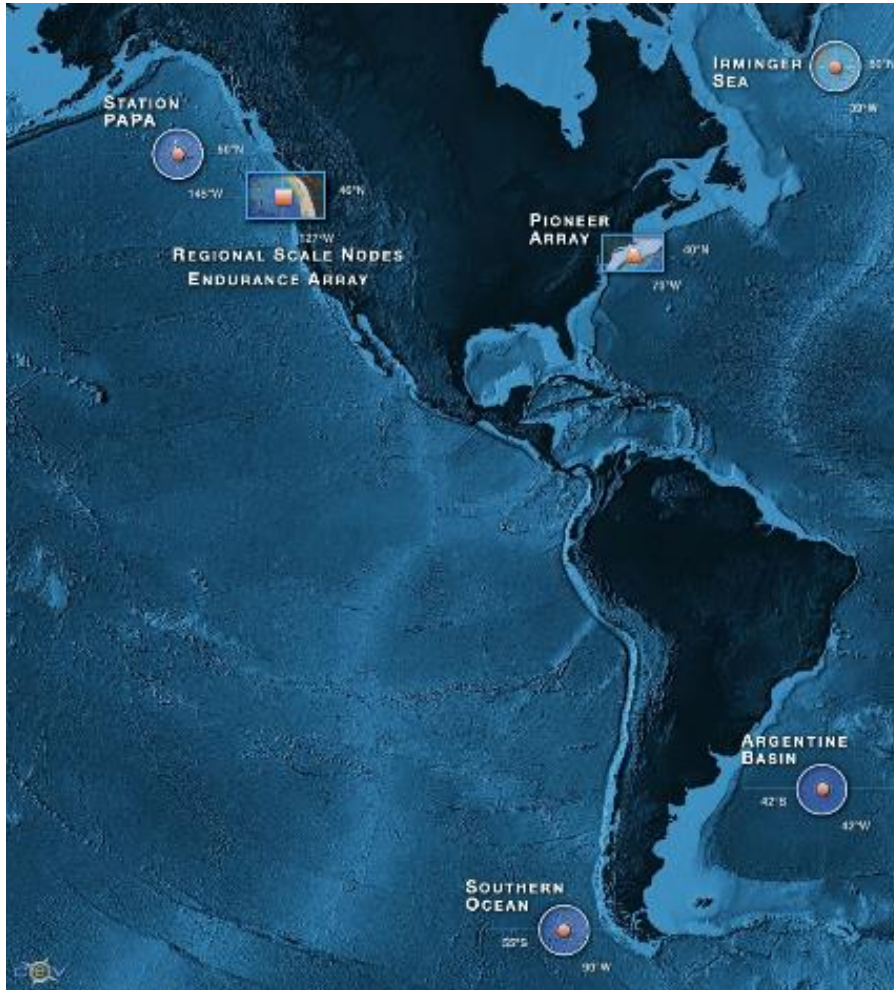 IRMINGER
SEA
60°N
39°W
STATION
PAPA
50°N
145°W
46°N
127°W
REGIONAL SCALE NODES
ENDURANCE ARRAY
PIONEER
ARRAY
40°N
70°W
ARGENTINE
BASIN
42°S
42°W
SOUTHERN
OCEAN
55°S
90°W